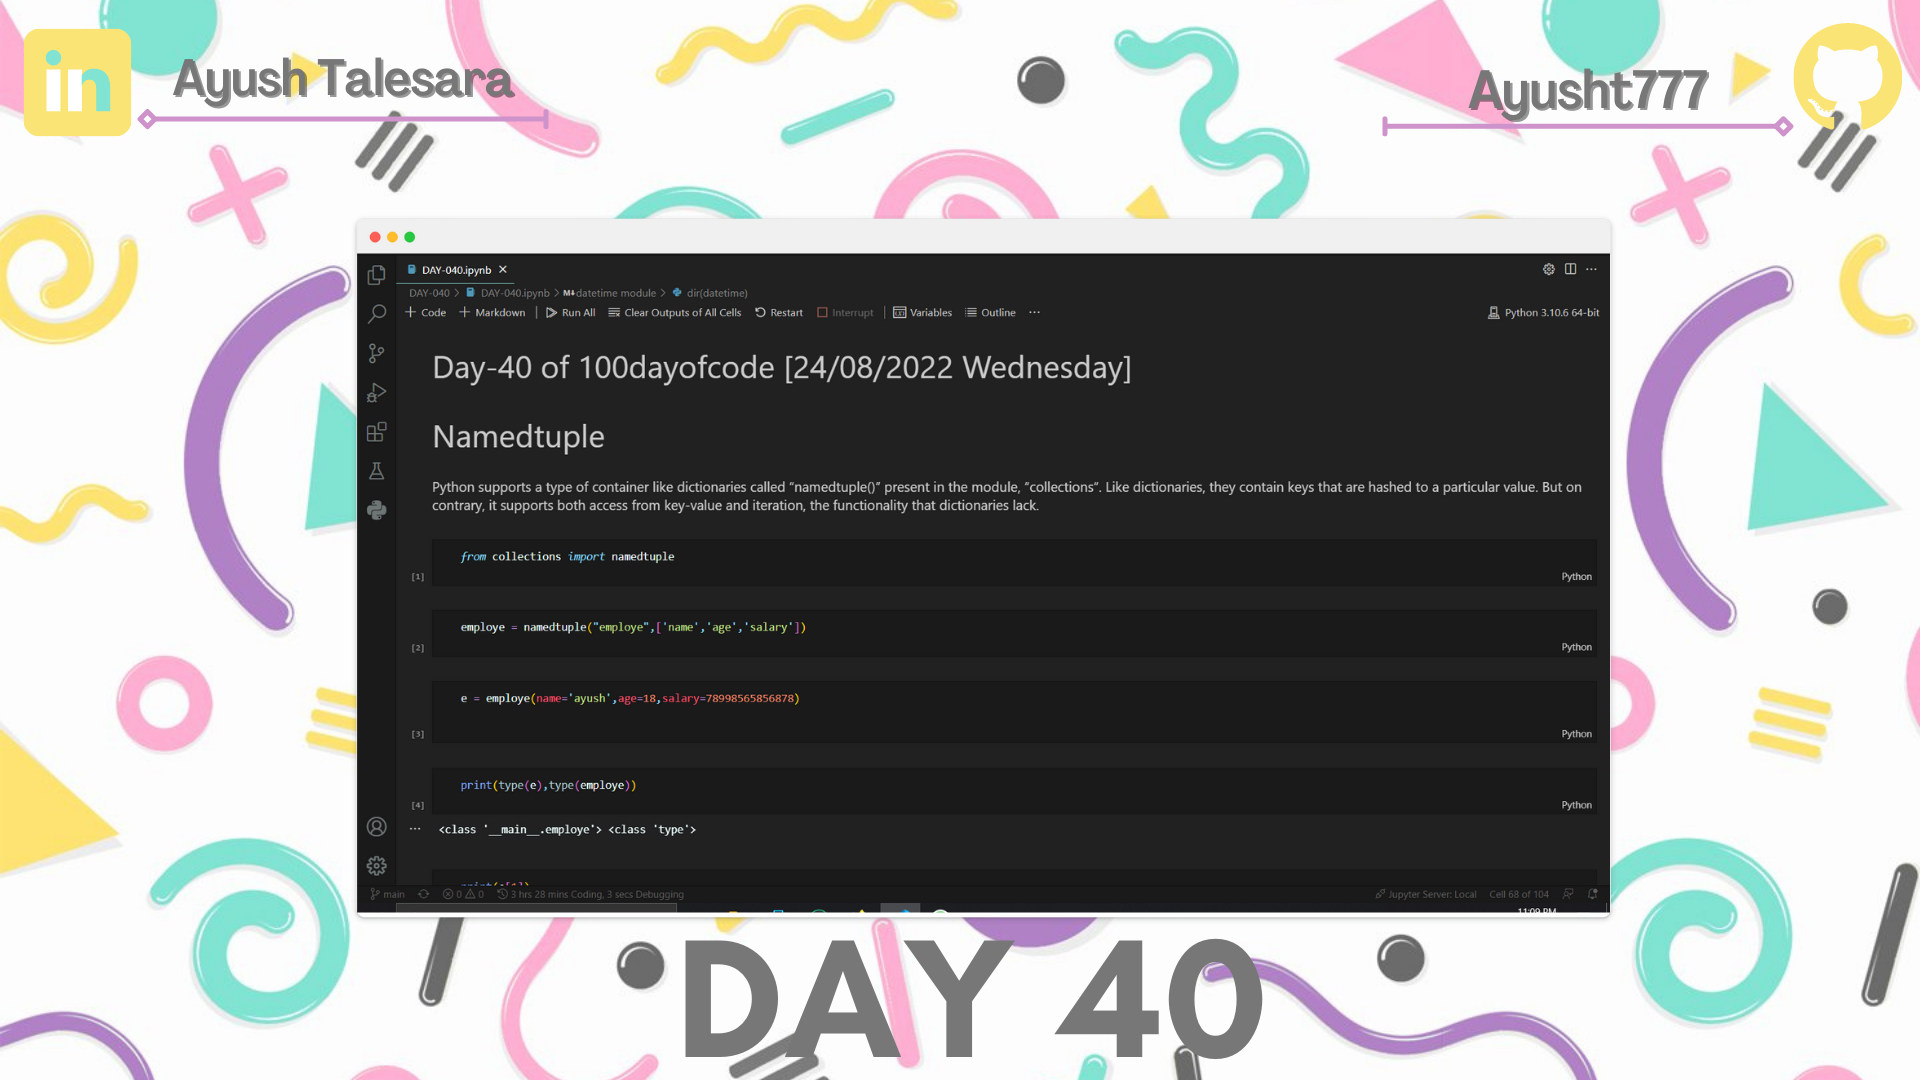 in
Ayush Talesara
Ayusht777
DAY-040.ipynb
DAY-040 > DAY-040.ipynb > M↓datetime module > dir(datetime)
+ Code + Markdown | Run All Clear Outputs of All Cells Restart Interrupt | Variables Outline ...
Python 3.10.6 64-bit
Day-40 of 100dayofcode [24/08/2022 Wednesday]
Namedtuple
Python supports a type of container like dictionaries called “namedtuple()” present in the module, “collections“. Like dictionaries, they contain keys that are hashed to a particular value. But on
contrary, it supports both access from key-value and iteration, the functionality that dictionaries lack.
from collections import namedtuple
[1]
Python
employe = namedtuple("employe",['name','age','salary'])
[2]
Python
e = employe(name='ayush',age=18,salary=78998565856878)
[3]
Python
print(type(e),type(employe))
[4]
Python
... <class '__main__.employe'> <class 'type'>
main 0 0 3 hrs 28 mins Coding, 3 secs Debugging
Jupyter Server: Local Cell 68 of 104
11:09 PM
DAY 40